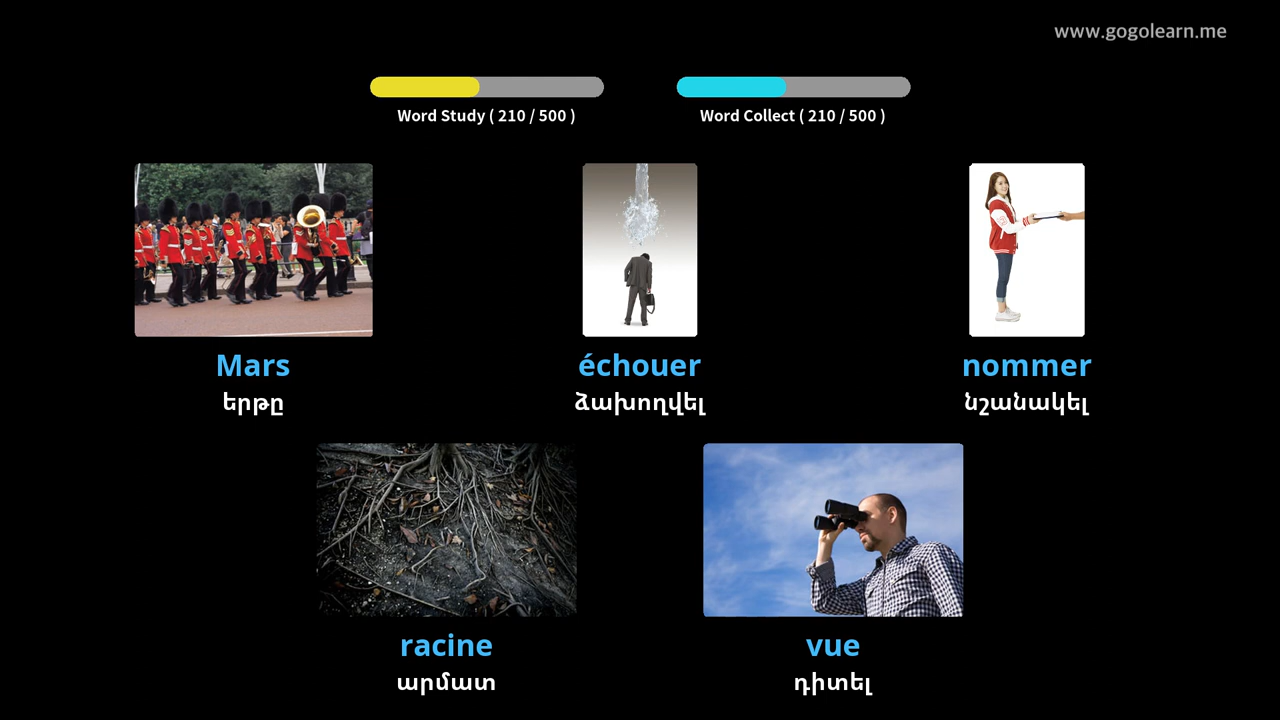 www.gogolearn.me
Word Study ( 210 / 500 )
Word Collect ( 210 / 500 )
Mars
երթը
échouer
ձախողվել
nommer
նշանակել
racine
արմատ
vue
դիտել